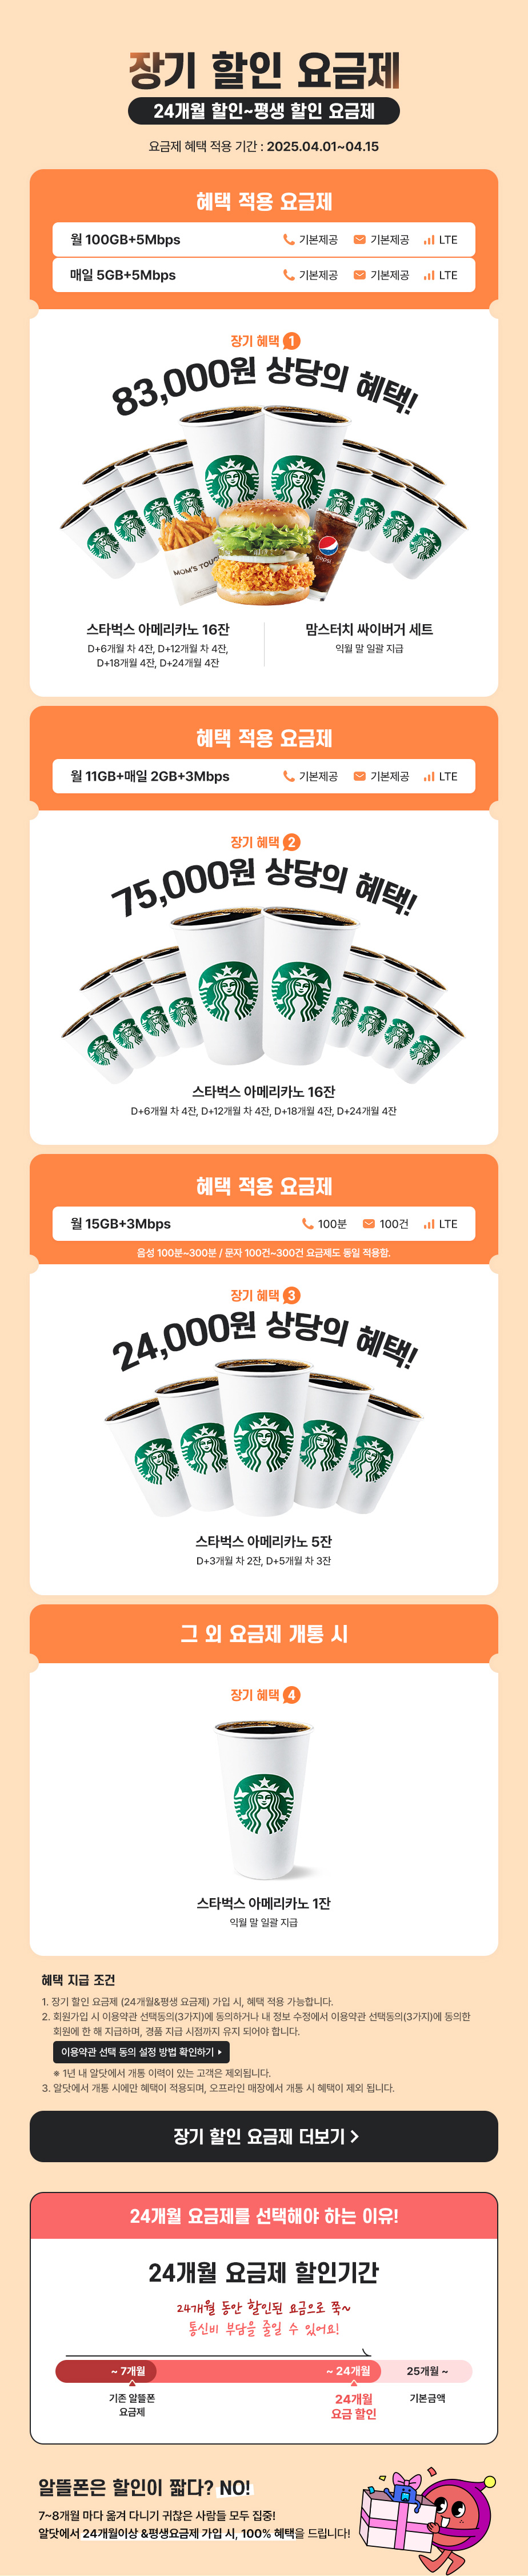 장기 할인 요금제
24개월 할인~평생 할인 요금제
요금제 혜택 적용 기간 : 2025.04.01~04.15
혜택 적용 요금제
월 100GB+5Mbps 기본제공 기본제공 LTE
매일 5GB+5Mbps 기본제공 기본제공 LTE
장기 혜택 1
83,000원 상당의 혜택!
MOM'S TOUCH
pepsi
스타벅스 아메리카노 16잔
D+6개월 차 4잔, D+12개월 차 4잔,
D+18개월 4잔, D+24개월 4잔
맘스터치 싸이버거 세트
익월 말 일괄 지급
혜택 적용 요금제
월 11GB+매일 2GB+3Mbps 기본제공 기본제공 LTE
장기 혜택 2
75,000원 상당의 혜택!
스타벅스 아메리카노 16잔
D+6개월 차 4잔, D+12개월 차 4잔, D+18개월 4잔, D+24개월 4잔
혜택 적용 요금제
월 15GB+3Mbps 100분 100건 LTE
음성 100분~300분 / 문자 100건~300건 요금제도 동일 적용함.
장기 혜택 3
24,000원 상당의 혜택!
스타벅스 아메리카노 5잔
D+3개월 차 2잔, D+5개월 차 3잔
그 외 요금제 개통 시
장기 혜택 4
스타벅스 아메리카노 1잔
익월 말 일괄 지급
혜택 지급 조건
1. 장기 할인 요금제 (24개월&평생 요금제) 가입 시, 혜택 적용 가능합니다.
2. 회원가입 시 이용약관 선택동의(3가지)에 동의하거나 내 정보 수정에서 이용약관 선택동의(3가지)에 동의한
회원에 한 해 지급하며, 경품 지급 시점까지 유지 되어야 합니다.
이용약관 선택 동의 설정 방법 확인하기 ▸
※ 1년 내 알닷에서 개통 이력이 있는 고객은 제외됩니다.
3. 알닷에서 개통 시에만 혜택이 적용되며, 오프라인 매장에서 개통 시 혜택이 제외 됩니다.
장기 할인 요금제 더보기 >
24개월 요금제를 선택해야 하는 이유!
24개월 요금제 할인기간
24개월 동안 할인된 요금으로 쭉~
통신비 부담을 줄일 수 있어요!
~ 7개월 ~ 24개월 25개월 ~
기존 알뜰폰
요금제
24개월
요금 할인
기본금액
알뜰폰은 할인이 짧다? NO!
7~8개월 마다 옮겨 다니기 귀찮은 사람들 모두 집중!
알닷에서 24개월이상 &평생요금제 가입 시, 100% 혜택을 드립니다!